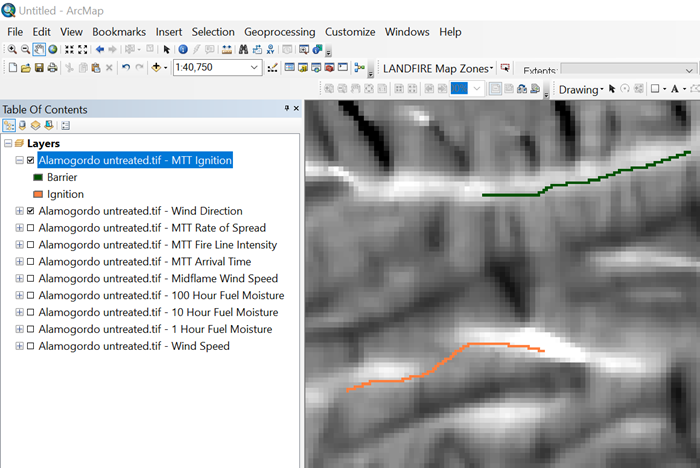 Untitled - ArcMap
File Edit View Bookmarks Insert Selection Geoprocessing Customize Windows Help
1:40,750 LANDFIRE Map Zones Extents:
Drawing A
Table Of Contents
Layers
Alamogordo untreated.tif - MTT Ignition
Barrier
Ignition
Alamogordo untreated.tif - Wind Direction
Alamogordo untreated.tif - MTT Rate of Spread
Alamogordo untreated.tif - MTT Fire Line Intensity
Alamogordo untreated.tif - MTT Arrival Time
Alamogordo untreated.tif - Midflame Wind Speed
Alamogordo untreated.tif - 100 Hour Fuel Moisture
Alamogordo untreated.tif - 10 Hour Fuel Moisture
Alamogordo untreated.tif - 1 Hour Fuel Moisture
Alamogordo untreated.tif - Wind Speed